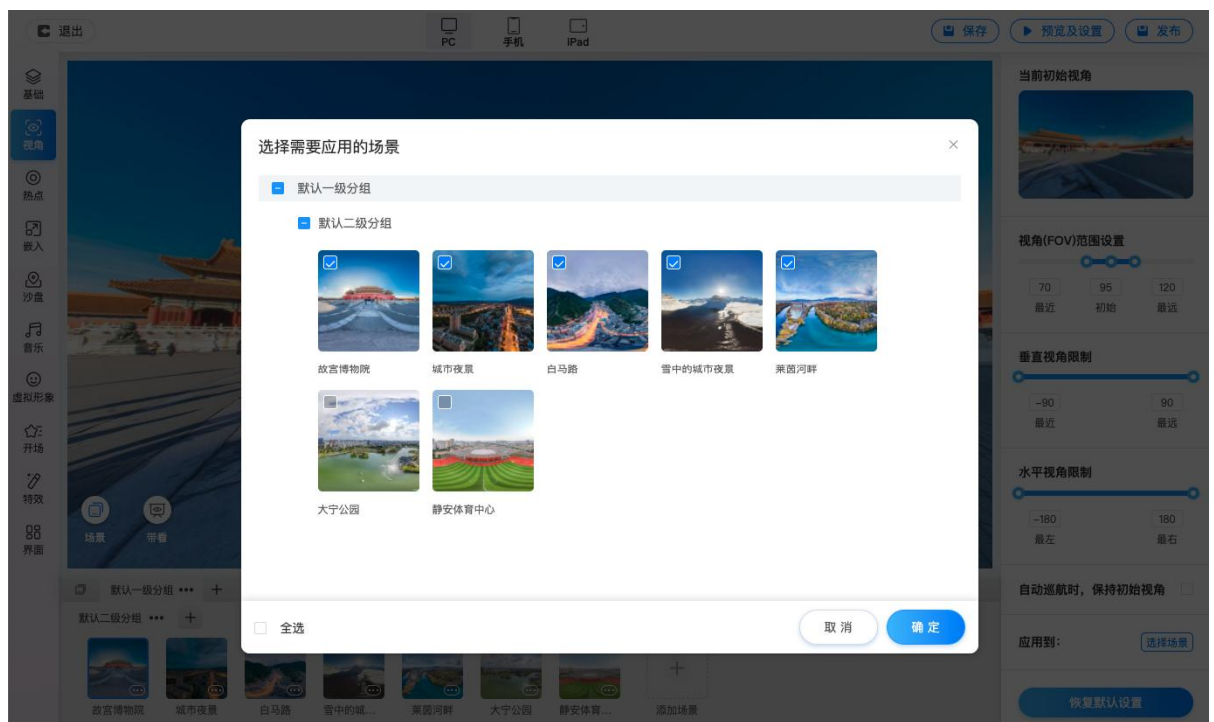 退出
PC
手机
iPad
保存
预览及设置
发布
基础
视角
热点
嵌入
沙盘
音乐
虚拟形象
开场
特效
界面
选择需要应用的场景
默认一级分组
默认二级分组
故宫博物院 城市夜景 白马路 雪中的城市夜景 莱茵河畔
大宁公园 静安体育中心
全选
取消
确定
场景 带看
默认一级分组 ••• +
默认二级分组 ••• +
故宫博物院 城市夜景 白马路 雪中的城... 莱茵河畔 大宁公园 静安体育... 添加场景
当前初始视角
视角(FOV)范围设置
70 95 120
最近 初始 最远
垂直视角限制
-90 90
最近 最远
水平视角限制
-180 180
最左 最右
自动巡航时，保持初始视角
应用到： 选择场景
恢复默认设置